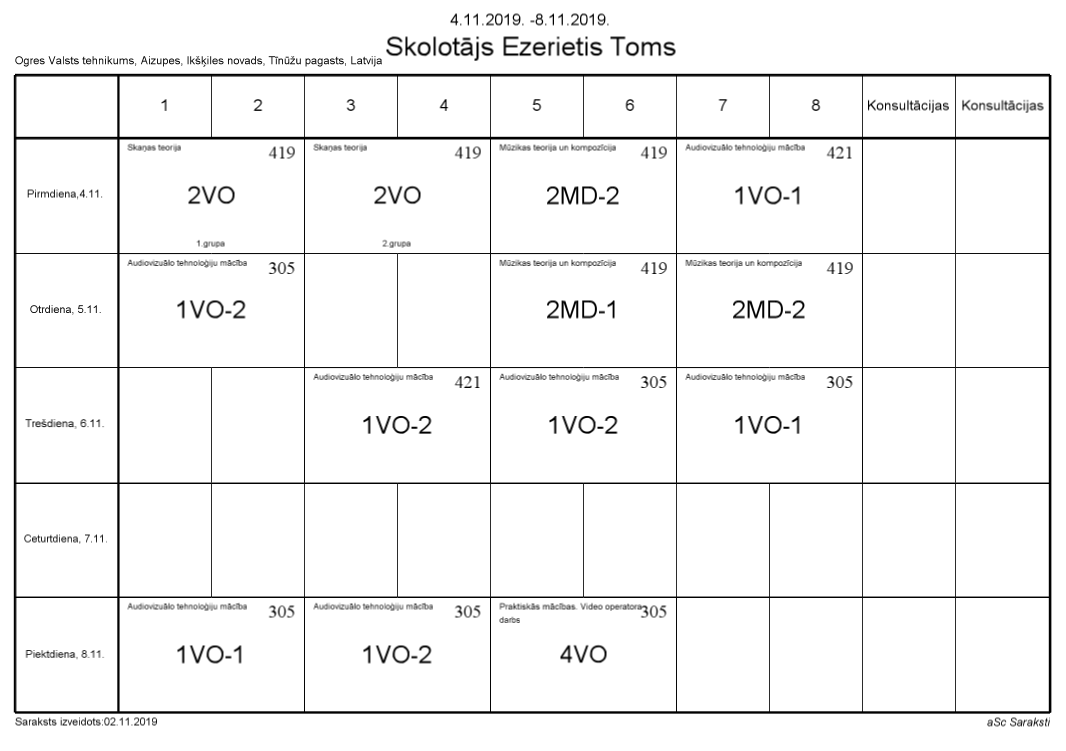 4.11.2019. -8.11.2019.
Skolotājs Ezerietis Toms
Ogres Valsts tehnikums, Aizupes, Ikšķiles novads, Tīnūžu pagasts, Latvija
1 2 3 4 5 6 7 8 Konsultācijas Konsultācijas
Pirmdiena,4.11.
Skaņas teorija 419
2VO
1.grupa
Skaņas teorija 419
2VO
2.grupa
Mūzikas teorija un kompozīcija 419
2MD-2
Audiovizuālo tehnoloģiju mācība 421
1VO-1
Otrdiena, 5.11.
Audiovizuālo tehnoloģiju mācība 305
1VO-2
Mūzikas teorija un kompozīcija 419
2MD-1
Mūzikas teorija un kompozīcija 419
2MD-2
Trešdiena, 6.11.
Audiovizuālo tehnoloģiju mācība 421
1VO-2
Audiovizuālo tehnoloģiju mācība 305
1VO-2
Audiovizuālo tehnoloģiju mācība 305
1VO-1
Ceturtdiena, 7.11.
Piektdiena, 8.11.
Audiovizuālo tehnoloģiju mācība 305
1VO-1
Audiovizuālo tehnoloģiju mācība 305
1VO-2
Praktiskās mācības. Video operatora 305
darbs
4VO
Saraksts izveidots:02.11.2019
aSc Saraksti